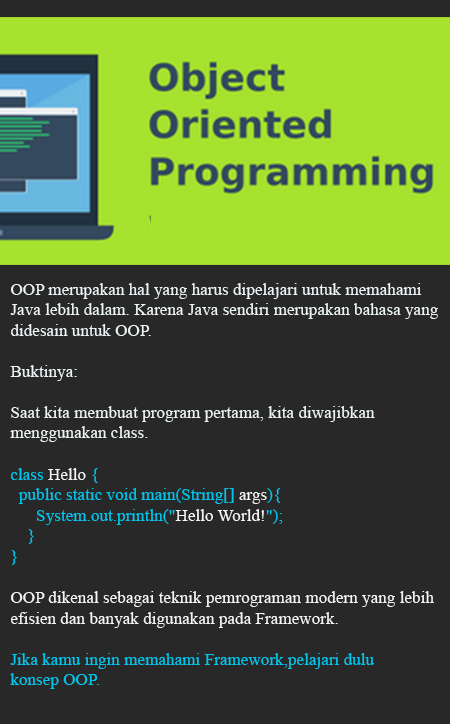 Object
Oriented
Programming
OOP merupakan hal yang harus dipelajari untuk memahami
Java lebih dalam. Karena Java sendiri merupakan bahasa yang
didesain untuk OOP.
Buktinya:
Saat kita membuat program pertama, kita diwajibkan
menggunakan class.
class Hello {
public static void main(String[] args){
System.out.println("Hello World!");
}
}
OOP dikenal sebagai teknik pemrograman modern yang lebih
efisien dan banyak digunakan pada Framework.
Jika kamu ingin memahami Framework,pelajari dulu
konsep OOP.